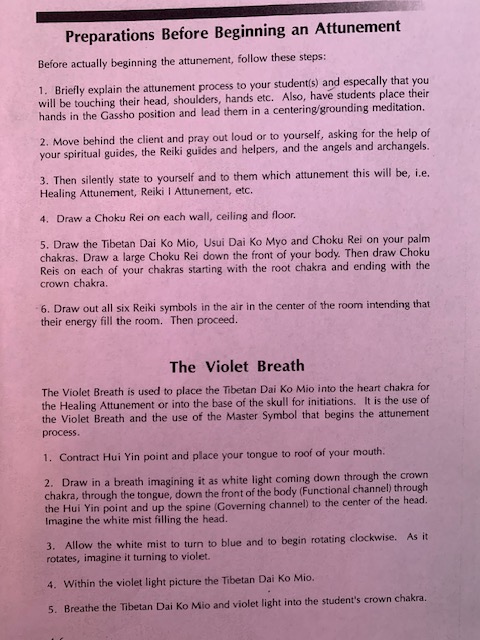 Preparations Before Beginning an Attunement
Before actually beginning the attunement, follow these steps:
1. Briefly explain the attunement process to your student(s) and especally that you
will be touching their head, shoulders, hands etc. Also, have students place their
hands in the Gassho position and lead them in a centering/grounding meditation.
2. Move behind the client and pray out loud or to yourself, asking for the help of
your spiritual guides, the Reiki guides and helpers, and the angels and archangels.
3. Then silently state to yourself and to them which attunement this will be, i.e.
Healing Attunement, Reiki I Attunement, etc.
4. Draw a Choku Rei on each wall, ceiling and floor.
5. Draw the Tibetan Dai Ko Mio, Usui Dai Ko Myo and Choku Rei on your palm
chakras. Draw a large Choku Rei down the front of your body. Then draw Choku
Reis on each of your chakras starting with the root chakra and ending with the
crown chakra.
6. Draw out all six Reiki symbols in the air in the center of the room intending that
their energy fill the room. Then proceed.
The Violet Breath
The Violet Breath is used to place the Tibetan Dai Ko Mio into the heart chakra for
the Healing Attunement or into the base of the skull for initiations. It is the use of
the Violet Breath and the use of the Master Symbol that begins the attunement
process.
1. Contract Hui Yin point and place your tongue to roof of your mouth.
2. Draw in a breath imagining it as white light coming down through the crown
chakra, through the tongue, down the front of the body (Functional channel) through
the Hui Yin point and up the spine (Governing channel) to the center of the head.
Imagine the white mist filling the head.
3. Allow the white mist to turn to blue and to begin rotating clockwise. As it
rotates, imagine it turning to violet.
4. Within the violet light picture the Tibetan Dai Ko Mio.
5. Breathe the Tibetan Dai Ko Mio and violet light into the student's crown chakra.